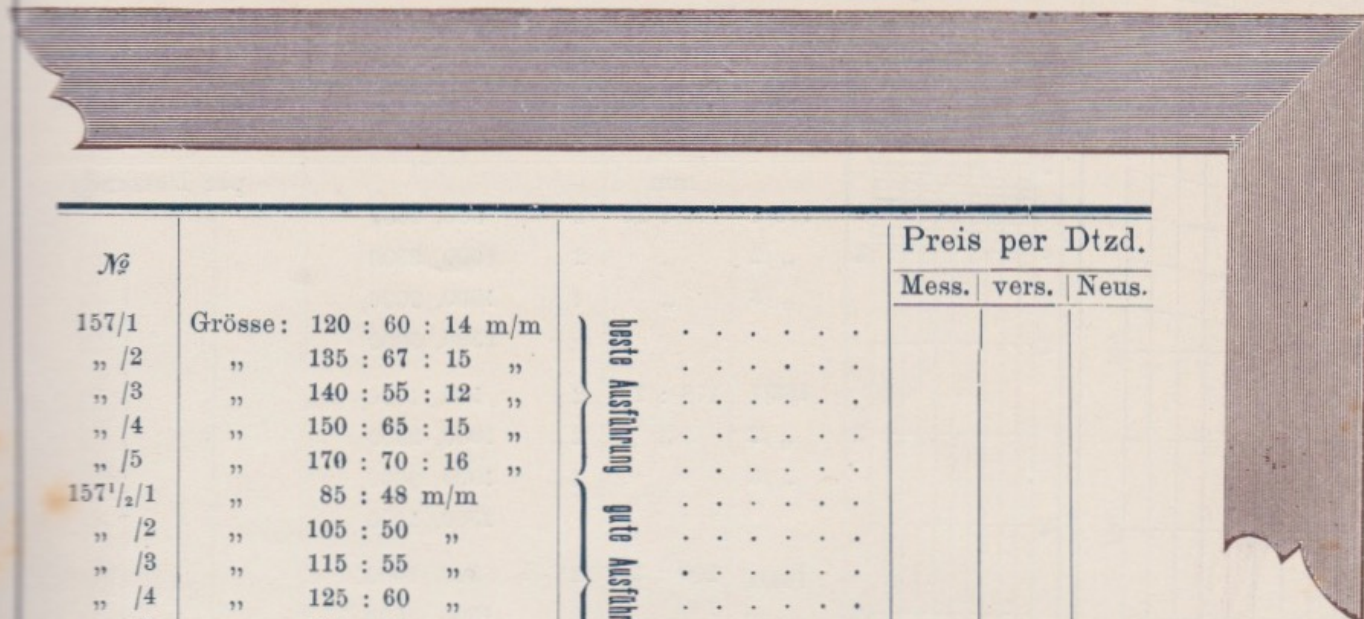 Preis per Dtzd.
№
Mess. vers. Neus.
157/1 Grösse: 120 : 60 : 14 m/m
„ /2 „ 135 : 67 : 15 „
„ /3 „ 140 : 55 : 12 „
„ /4 „ 150 : 65 : 15 „
„ /5 „ 170 : 70 : 16 „
beste Ausführung
157¹/₂/1 „ 85 : 48 m/m
„ /2 „ 105 : 50 „
„ /3 „ 115 : 55 „
„ /4 „ 125 : 60 „
gute Ausführ